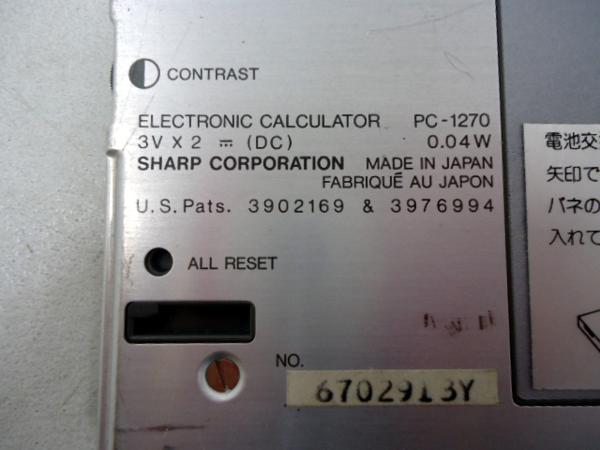 CONTRAST
ELECTRONIC CALCULATOR PC-1270
3V X 2 ⎓ (DC) 0.04W
SHARP CORPORATION MADE IN JAPAN
FABRIQUÉ AU JAPON
U.S.Pats. 3902169 & 3976994
ALL RESET
NO.
6702913Y
電池交
矢印で
バネの
入れて